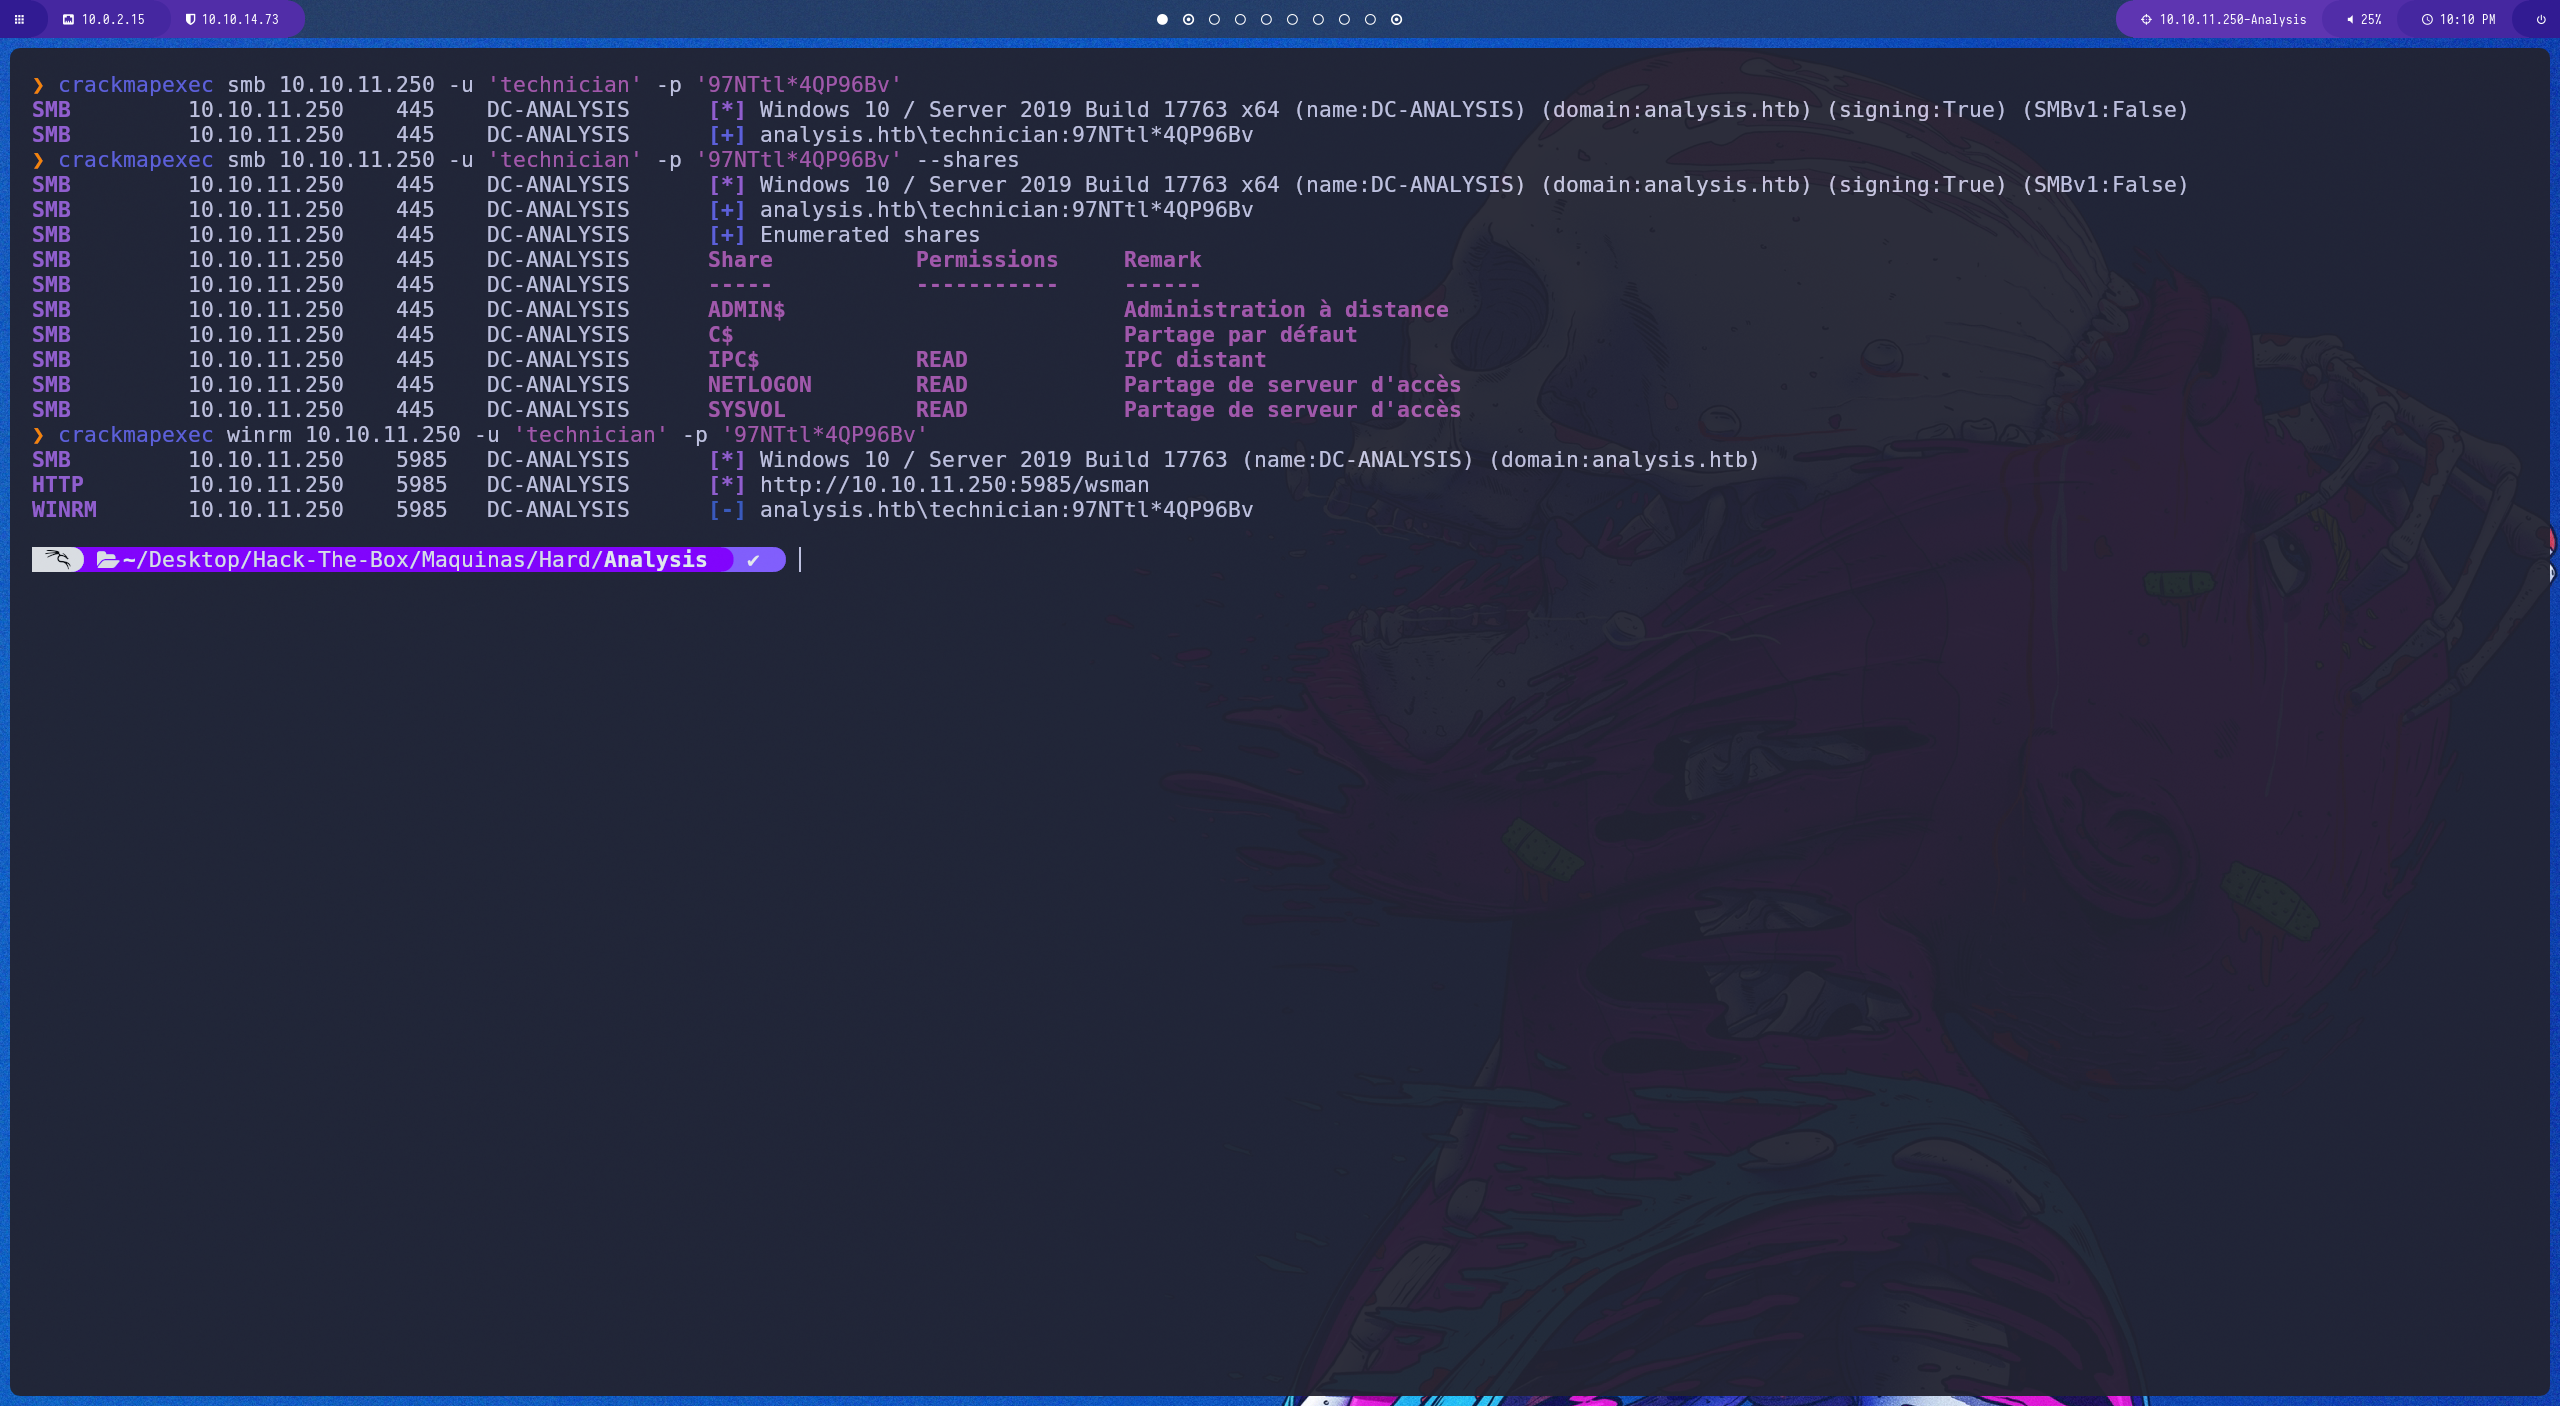 10.0.2.15 10.10.14.73 10.10.11.250-Analysis 25% 10:10 PM
❯ crackmapexec smb 10.10.11.250 -u 'technician' -p '97NTtl*4QP96Bv'
SMB 10.10.11.250 445 DC-ANALYSIS [*] Windows 10 / Server 2019 Build 17763 x64 (name:DC-ANALYSIS) (domain:analysis.htb) (signing:True) (SMBv1:False)
SMB 10.10.11.250 445 DC-ANALYSIS [+] analysis.htb\technician:97NTtl*4QP96Bv
❯ crackmapexec smb 10.10.11.250 -u 'technician' -p '97NTtl*4QP96Bv' --shares
SMB 10.10.11.250 445 DC-ANALYSIS [*] Windows 10 / Server 2019 Build 17763 x64 (name:DC-ANALYSIS) (domain:analysis.htb) (signing:True) (SMBv1:False)
SMB 10.10.11.250 445 DC-ANALYSIS [+] analysis.htb\technician:97NTtl*4QP96Bv
SMB 10.10.11.250 445 DC-ANALYSIS [+] Enumerated shares
SMB 10.10.11.250 445 DC-ANALYSIS Share Permissions Remark
SMB 10.10.11.250 445 DC-ANALYSIS ----- ----------- ------
SMB 10.10.11.250 445 DC-ANALYSIS ADMIN$ Administration à distance
SMB 10.10.11.250 445 DC-ANALYSIS C$ Partage par défaut
SMB 10.10.11.250 445 DC-ANALYSIS IPC$ READ IPC distant
SMB 10.10.11.250 445 DC-ANALYSIS NETLOGON READ Partage de serveur d'accès
SMB 10.10.11.250 445 DC-ANALYSIS SYSVOL READ Partage de serveur d'accès
❯ crackmapexec winrm 10.10.11.250 -u 'technician' -p '97NTtl*4QP96Bv'
SMB 10.10.11.250 5985 DC-ANALYSIS [*] Windows 10 / Server 2019 Build 17763 (name:DC-ANALYSIS) (domain:analysis.htb)
HTTP 10.10.11.250 5985 DC-ANALYSIS [*] http://10.10.11.250:5985/wsman
WINRM 10.10.11.250 5985 DC-ANALYSIS [-] analysis.htb\technician:97NTtl*4QP96Bv
~/Desktop/Hack-The-Box/Maquinas/Hard/Analysis ✔